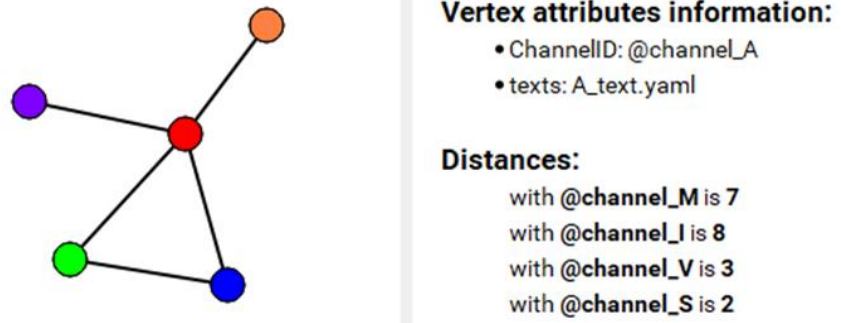 Vertex attributes information:
• ChannelID: @channel_A
• texts: A_text.yaml
Distances:
with @channel_M is 7
with @channel_I is 8
with @channel_V is 3
with @channel_S is 2